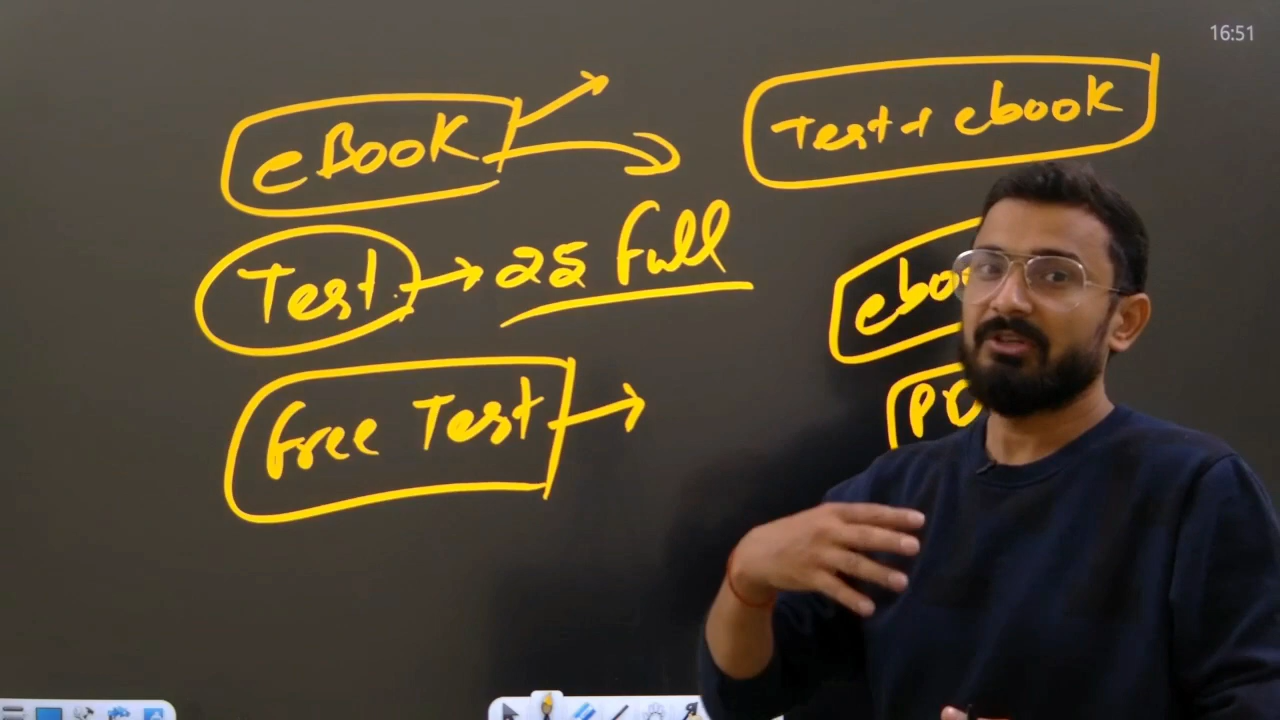 16:51
eBook
Test + ebook
Test → 25 Full
Free Test →